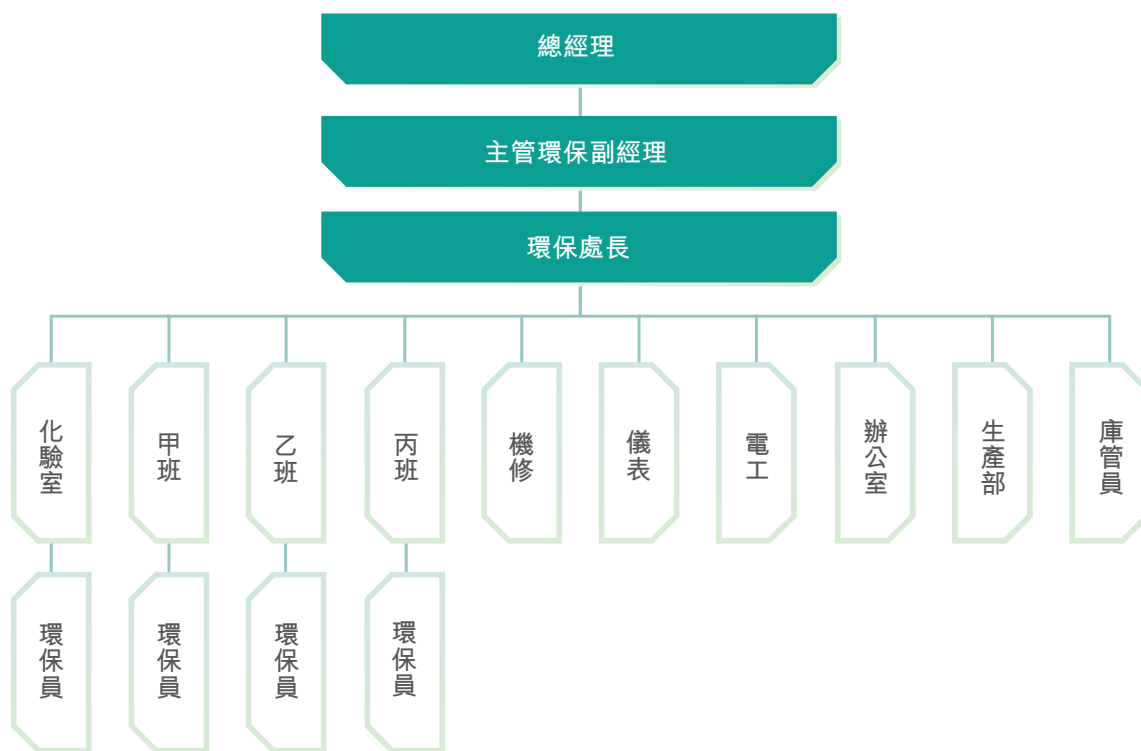 總經理
主管環保副經理
環保處長
化驗室
甲班
乙班
丙班
機修
儀表
電工
辦公室
生產部
庫管員
環保員
環保員
環保員
環保員